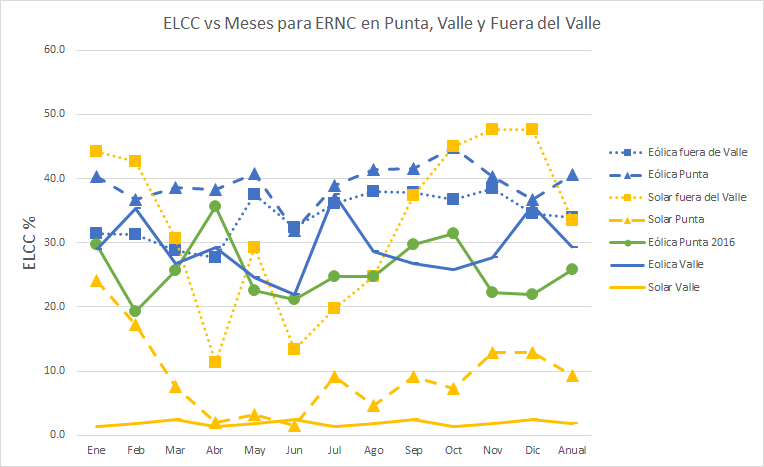 ELCC vs Meses para ERNC en Punta, Valle y Fuera del Valle
60.0
50.0
40.0
30.0
20.0
10.0
0.0
ELCC %
Ene Feb Mar Abr May Jun Jul Ago Sep Oct Nov Dic Anual
Eólica fuera de Valle
Eólica Punta
Solar fuera del Valle
Solar Punta
Eólica Punta 2016
Eolica Valle
Solar Valle